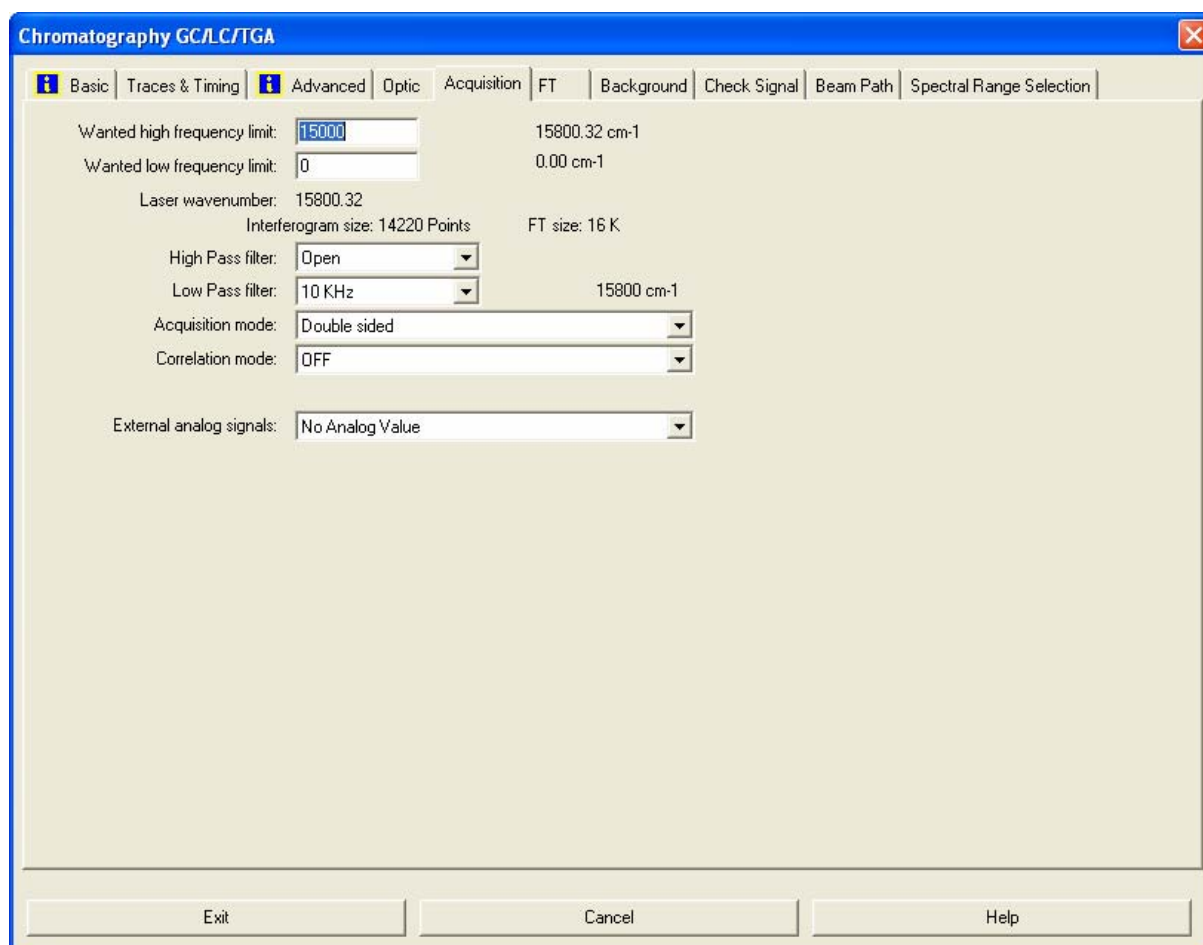 Chromatography GC/LC/TGA
Basic Traces & Timing Advanced Optic Acquisition FT Background Check Signal Beam Path Spectral Range Selection
Wanted high frequency limit: 15000 15800.32 cm-1
Wanted low frequency limit: 0 0.00 cm-1
Laser wavenumber: 15800.32
Interferogram size: 14220 Points FT size: 16 K
High Pass filter: Open
Low Pass filter: 10 KHz 15800 cm-1
Acquisition mode: Double sided
Correlation mode: OFF
External analog signals: No Analog Value
Exit Cancel Help